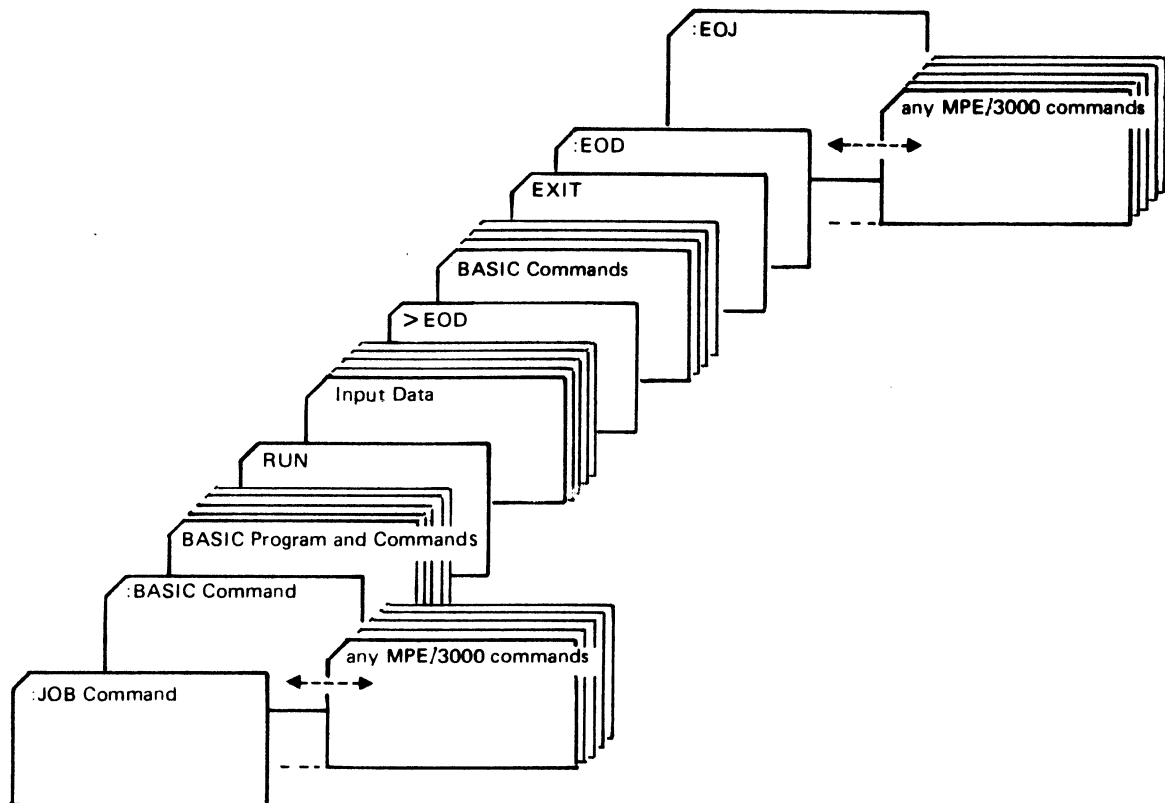 :EOJ
any MPE/3000 commands
:EOD
EXIT
BASIC Commands
>EOD
Input Data
RUN
BASIC Program and Commands
:BASIC Command
any MPE/3000 commands
:JOB Command